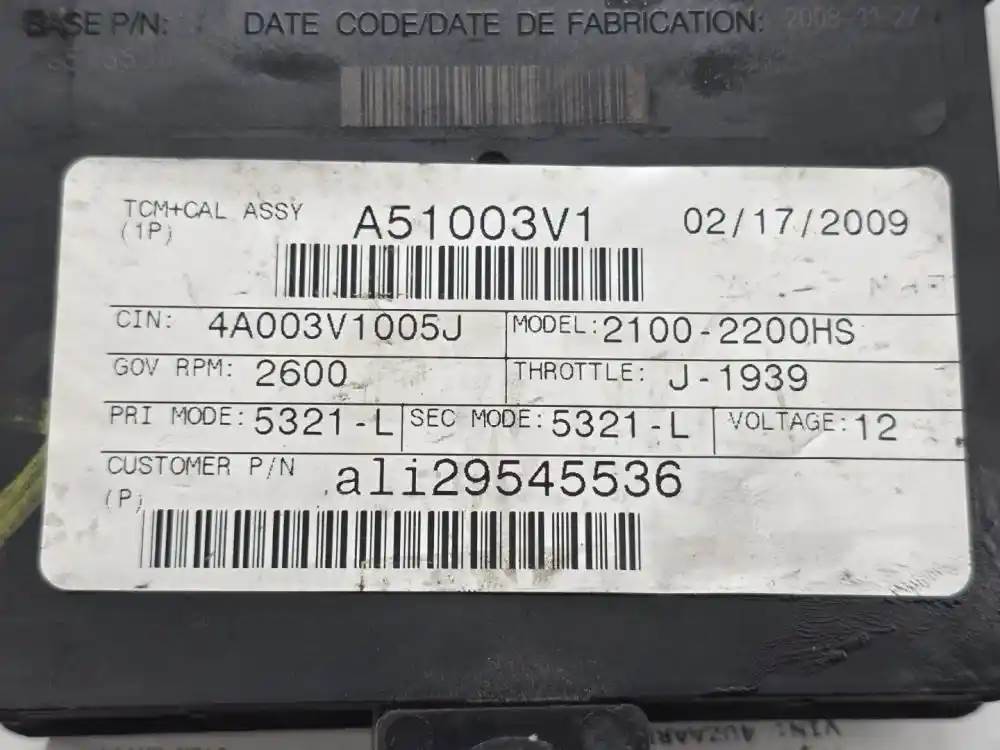 BASE P/N: DATE CODE/DATE DE FABRICATION:
TCM+CAL ASSY A51003V1 02/17/2009
(1P)
CIN: 4A003V1005J MODEL: 2100-2200HS
GOV RPM: 2600 THROTTLE: J-1939
PRI MODE: 5321-L SEC MODE: 5321-L VOLTAGE: 12
CUSTOMER P/N ali29545536
(P)